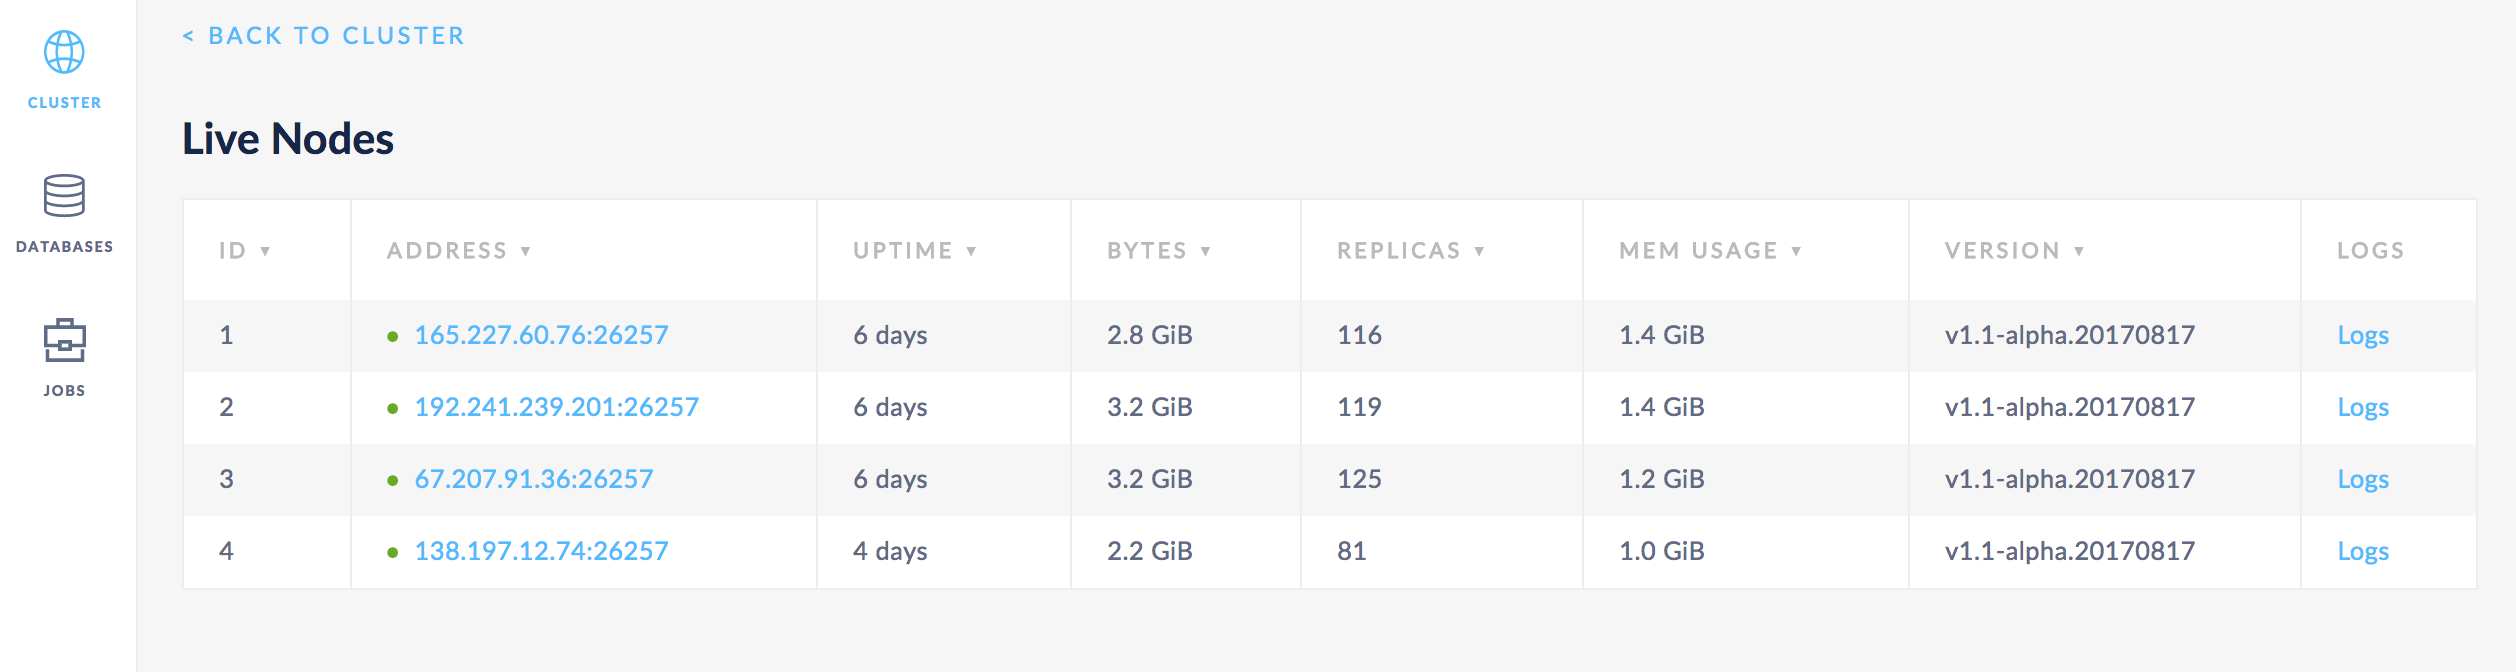 CLUSTER
DATABASES
JOBS
< BACK TO CLUSTER
Live Nodes
ID ▼ ADDRESS ▼ UPTIME ▼ BYTES ▼ REPLICAS ▼ MEM USAGE ▼ VERSION ▼ LOGS
1 165.227.60.76:26257 6 days 2.8 GiB 116 1.4 GiB v1.1-alpha.20170817 Logs
2 192.241.239.201:26257 6 days 3.2 GiB 119 1.4 GiB v1.1-alpha.20170817 Logs
3 67.207.91.36:26257 6 days 3.2 GiB 125 1.2 GiB v1.1-alpha.20170817 Logs
4 138.197.12.74:26257 4 days 2.2 GiB 81 1.0 GiB v1.1-alpha.20170817 Logs